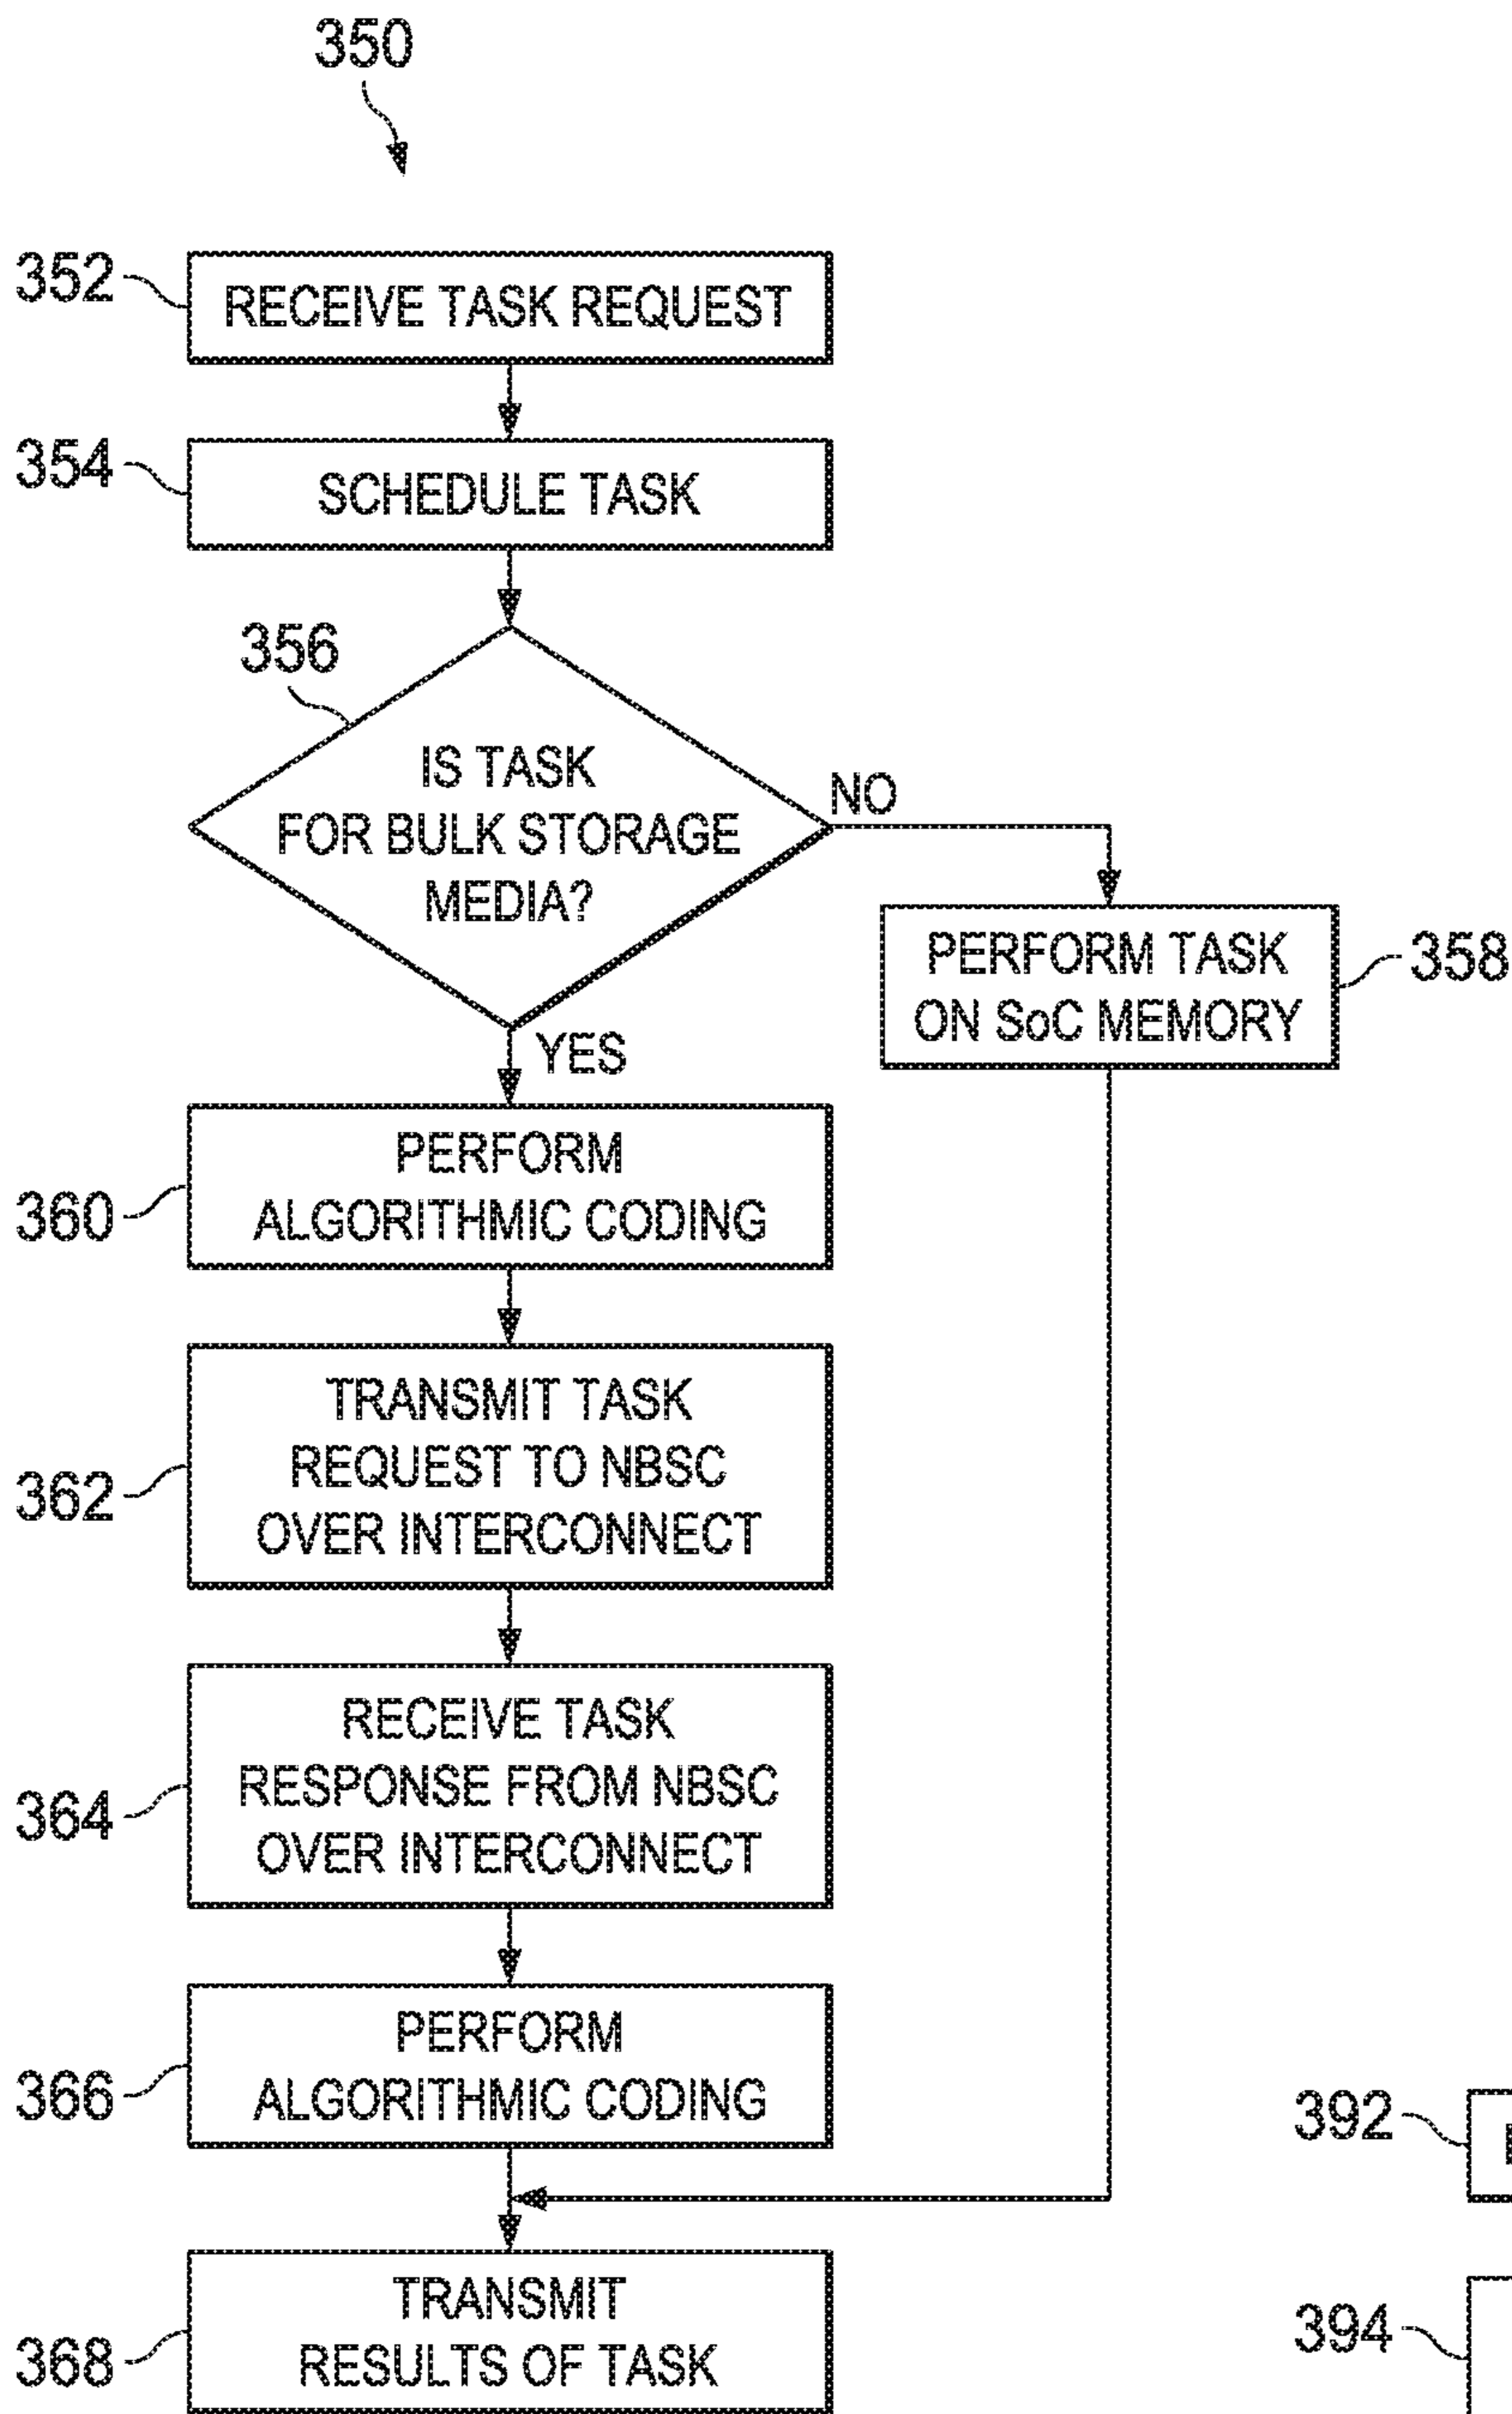 350
352
RECEIVE TASK REQUEST
354
SCHEDULE TASK
356
IS TASK
FOR BULK STORAGE
MEDIA?
NO
YES
PERFORM TASK
ON SoC MEMORY
358
PERFORM
ALGORITHMIC CODING
360
TRANSMIT TASK
REQUEST TO NBSC
OVER INTERCONNECT
362
RECEIVE TASK
RESPONSE FROM NBSC
OVER INTERCONNECT
364
PERFORM
ALGORITHMIC CODING
366
392
TRANSMIT
RESULTS OF TASK
368
394